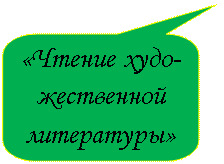 «Чтение худо-
жественной
литературы»